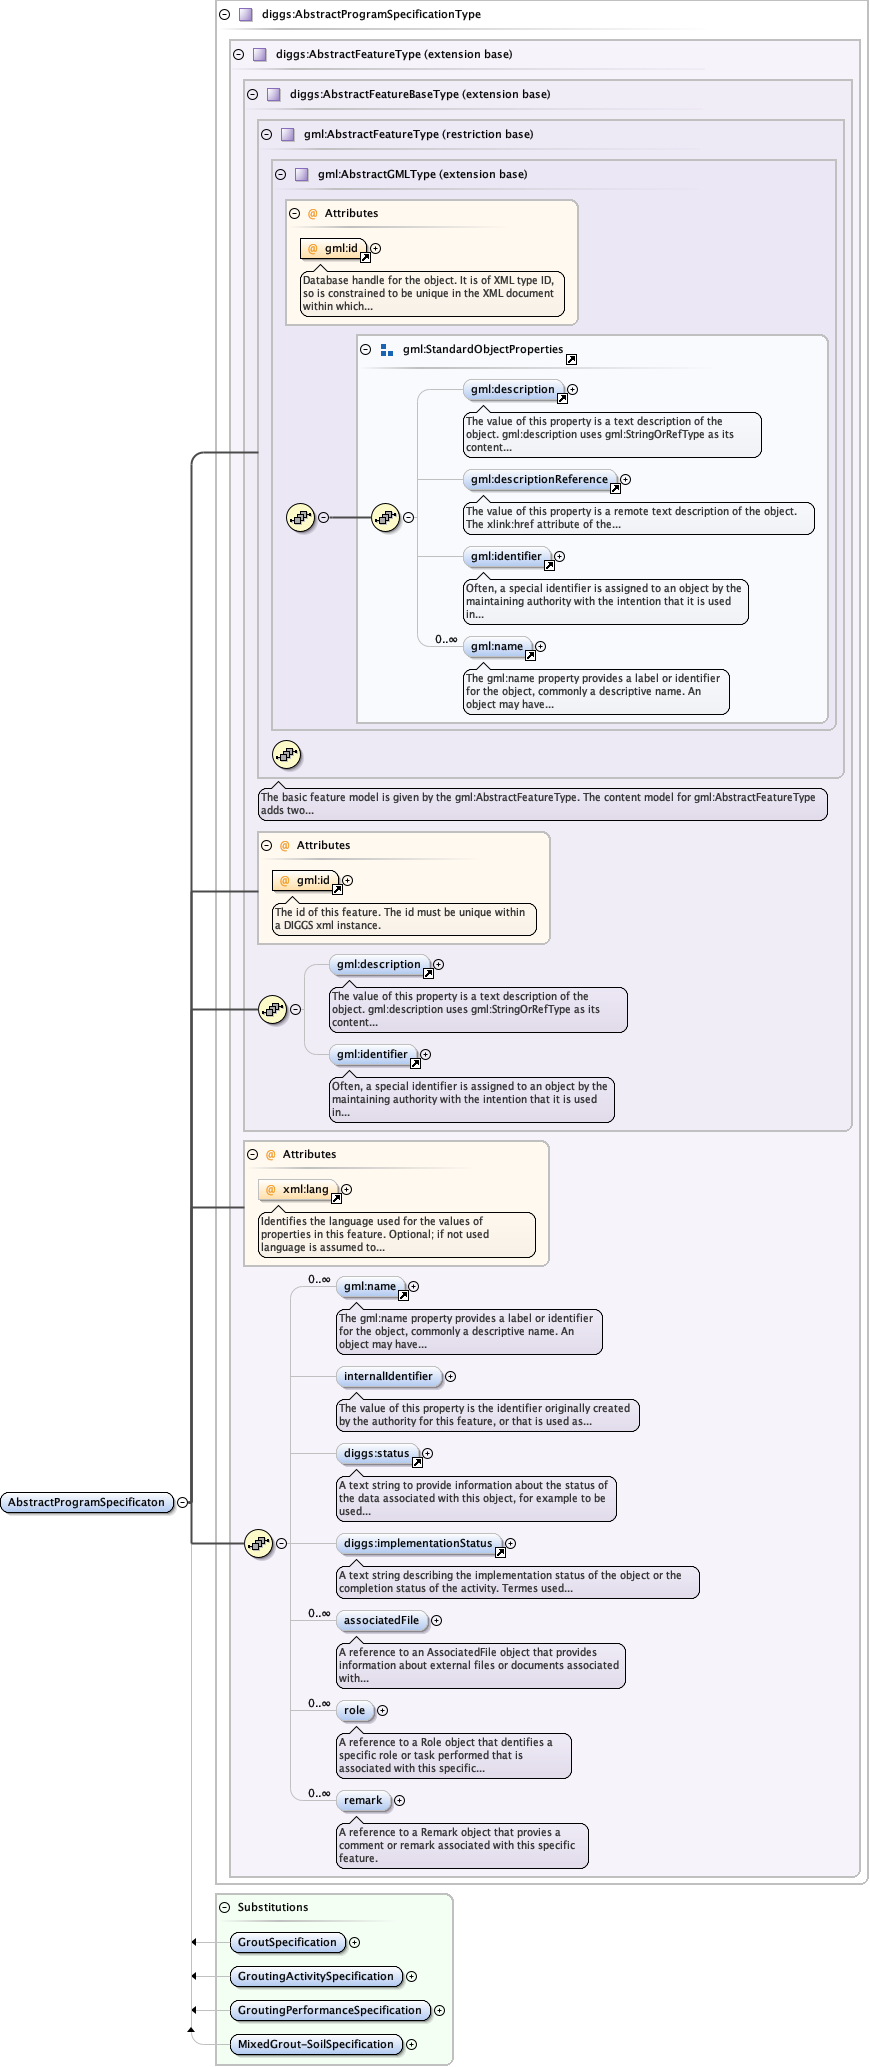 diggs:AbstractProgramSpecificationType
diggs:AbstractFeatureType (extension base)
diggs:AbstractFeatureBaseType (extension base)
gml:AbstractFeatureType (restriction base)
gml:AbstractGMLType (extension base)
@ Attributes
@ gml:id
Database handle for the object. It is of XML type ID,
so is constrained to be unique in the XML document
within which...
gml:StandardObjectProperties
gml:description
The value of this property is a text description of the
object. gml:description uses gml:StringOrRefType as its
content...
gml:descriptionReference
The value of this property is a remote text description of the object.
The xlink:href attribute of the...
gml:identifier
Often, a special identifier is assigned to an object by the
maintaining authority with the intention that it is used
in...
0..∞
gml:name
The gml:name property provides a label or identifier
for the object, commonly a descriptive name. An
object may have...
The basic feature model is given by the gml:AbstractFeatureType. The content model for gml:AbstractFeatureType
adds two...
@ Attributes
@ gml:id
The id of this feature. The id must be unique within
a DIGGS xml instance.
gml:description
The value of this property is a text description of the
object. gml:description uses gml:StringOrRefType as its
content...
gml:identifier
Often, a special identifier is assigned to an object by the
maintaining authority with the intention that it is used
in...
@ Attributes
@ xml:lang
Identifies the language used for the values of
properties in this feature. Optional; if not used
language is assumed to...
0..∞
gml:name
The gml:name property provides a label or identifier
for the object, commonly a descriptive name. An
object may have...
internalIdentifier
The value of this property is the identifier originally created
by the authority for this feature, or that is used as...
diggs:status
A text string to provide information about the status of
the data associated with this object, for example to be
used...
AbstractProgramSpecificaton
diggs:implementationStatus
A text string describing the implementation status of the object or the
completion status of the activity. Termes used...
0..∞
associatedFile
A reference to an AssociatedFile object that provides
information about external files or documents associated
with...
0..∞
role
A reference to a Role object that dentifies a
specific role or task performed that is
associated with this specific...
0..∞
remark
A reference to a Remark object that provies a
comment or remark associated with this specific
feature.
Substitutions
GroutSpecification
GroutingActivitySpecification
GroutingPerformanceSpecification
MixedGrout-SoilSpecification